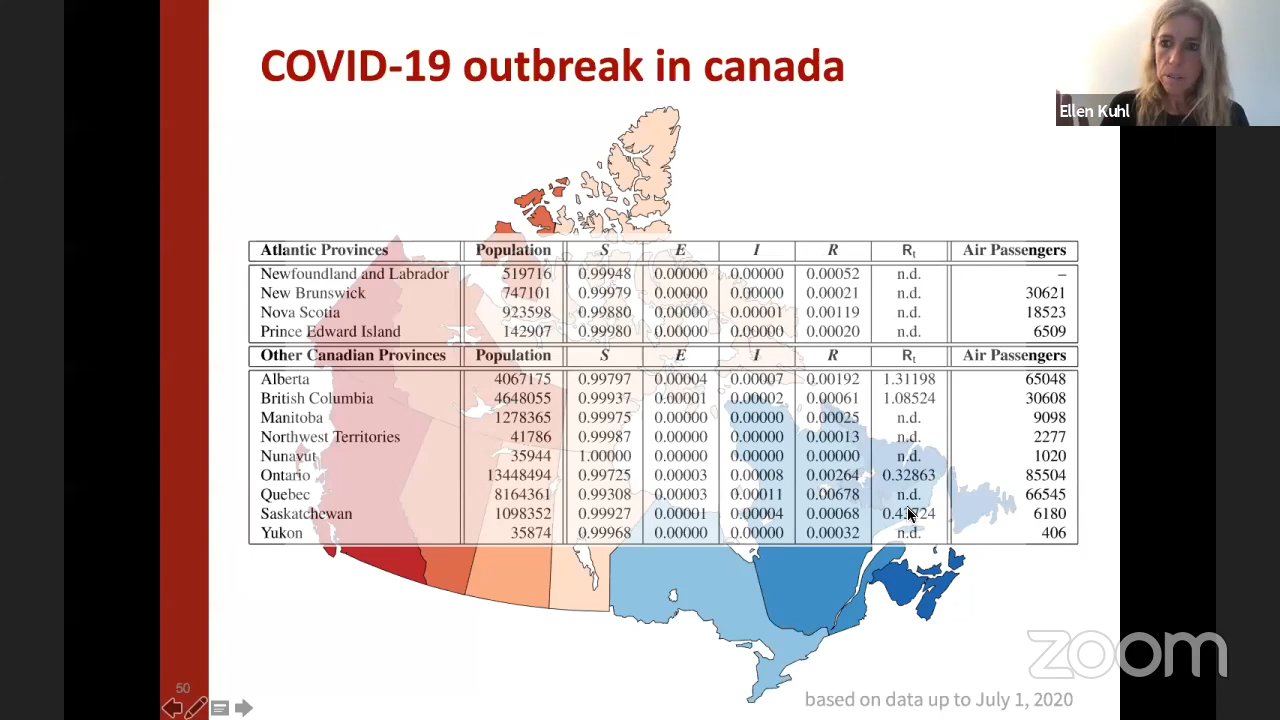 COVID-19 outbreak in canada
Ellen Kuhl
Atlantic Provinces Population S E I R Rt Air Passengers
Newfoundland and Labrador 519716 0.99948 0.00000 0.00000 0.00052 n.d. –
New Brunswick 747101 0.99979 0.00000 0.00000 0.00021 n.d. 30621
Nova Scotia 923598 0.99880 0.00000 0.00001 0.00119 n.d. 18523
Prince Edward Island 142907 0.99980 0.00000 0.00000 0.00020 n.d. 6509
Other Canadian Provinces Population S E I R Rt Air Passengers
Alberta 4067175 0.99797 0.00004 0.00007 0.00192 1.31198 65048
British Columbia 4648055 0.99937 0.00001 0.00002 0.00061 1.08524 30608
Manitoba 1278365 0.99975 0.00000 0.00000 0.00025 n.d. 9098
Northwest Territories 41786 0.99987 0.00000 0.00000 0.00013 n.d. 2277
Nunavut 35944 1.00000 0.00000 0.00000 0.00000 n.d. 1020
Ontario 13448494 0.99725 0.00003 0.00008 0.00264 0.32863 85504
Quebec 8164361 0.99308 0.00003 0.00011 0.00678 n.d. 66545
Saskatchewan 1098352 0.99927 0.00001 0.00004 0.00068 6180
Yukon 35874 0.99968 0.00000 0.00000 0.00032 n.d. 406
zoom
50
based on data up to July 1, 2020